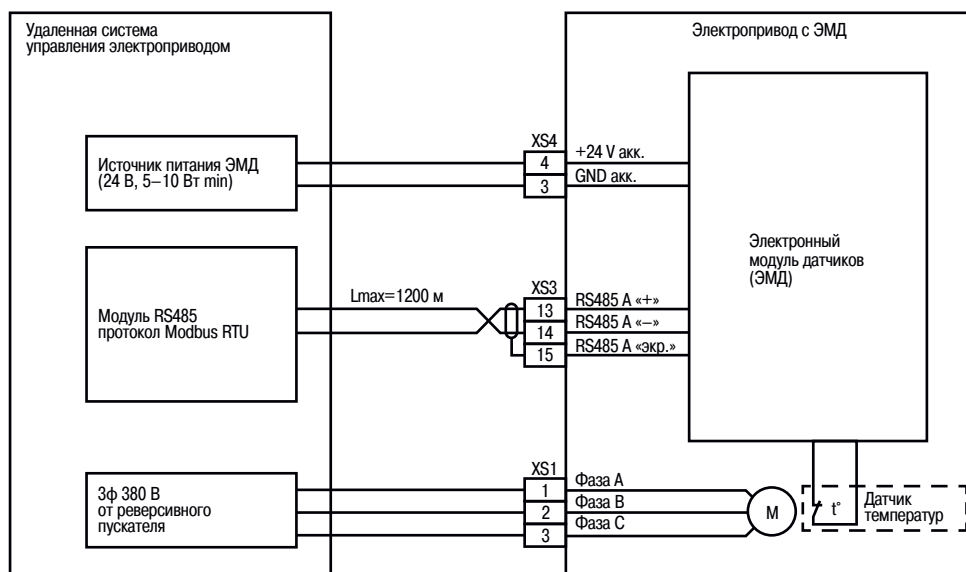 Удаленная система
управления электроприводом
Электропривод с ЭМД
Источник питания ЭМД
(24 В, 5–10 Вт min)
XS4
4
3
+24 V акк.
GND акк.
Электронный
модуль датчиков
(ЭМД)
Модуль RS485
протокол Modbus RTU
Lmax=1200 м
XS3
13
14
15
RS485 A «+»
RS485 A «–»
RS485 A «экр.»
3ф 380 В
от реверсивного
пускателя
XS1
1
2
3
Фаза А
Фаза В
Фаза С
М
t°
Датчик
температур